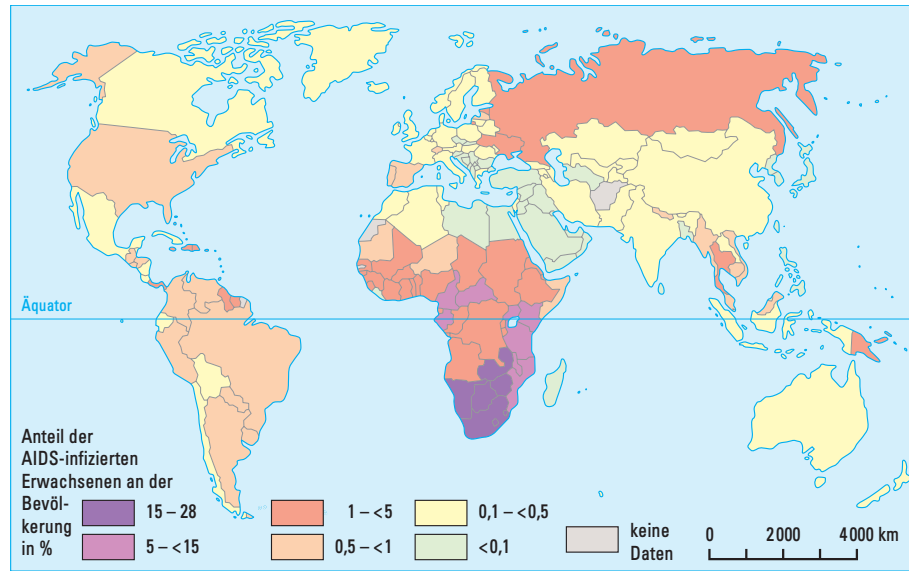 Äquator
Anteil der
AIDS-infizierten
Erwachsenen an der
Bevöl-
kerung
in %
15 – 28
5 – <15
1 – <5
0,5 – <1
0,1 – <0,5
<0,1
keine
Daten
0 2000 4000 km